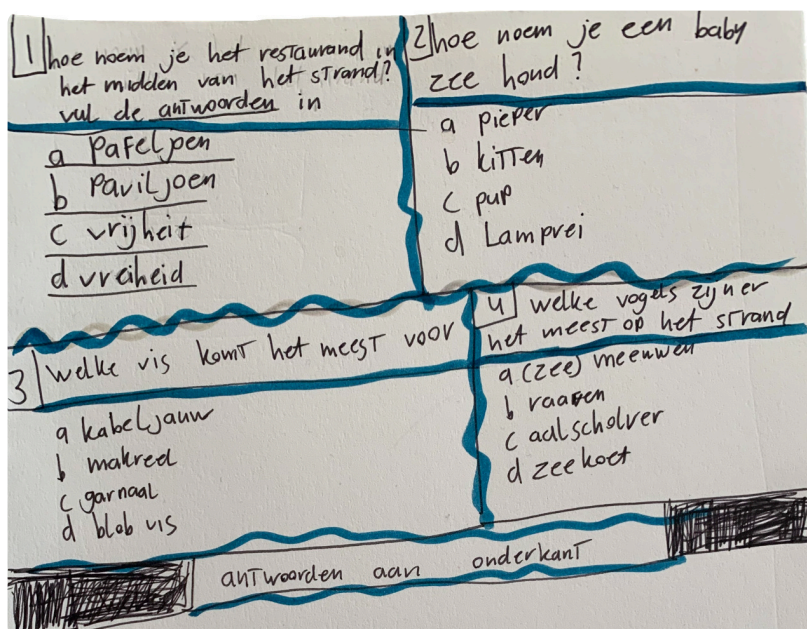 1 hoe noem je het restaurand in
het midden van het strand?
vul de antwoorden in
a Pafeljoen
b Paviljoen
c vrijheit
d vreiheid
2 hoe noem je een baby
zee hond?
a pieper
b kitten
c pup
d Lamprei
3 welke vis komt het meest voor
a kabeljauw
b makreel
c garnaal
d blob vis
4 welke vogels zijn er
het meest op het strand
a (zee) meeuwen
b raaven
c aalscholver
d zeekoet
antwoorden aan onderkant